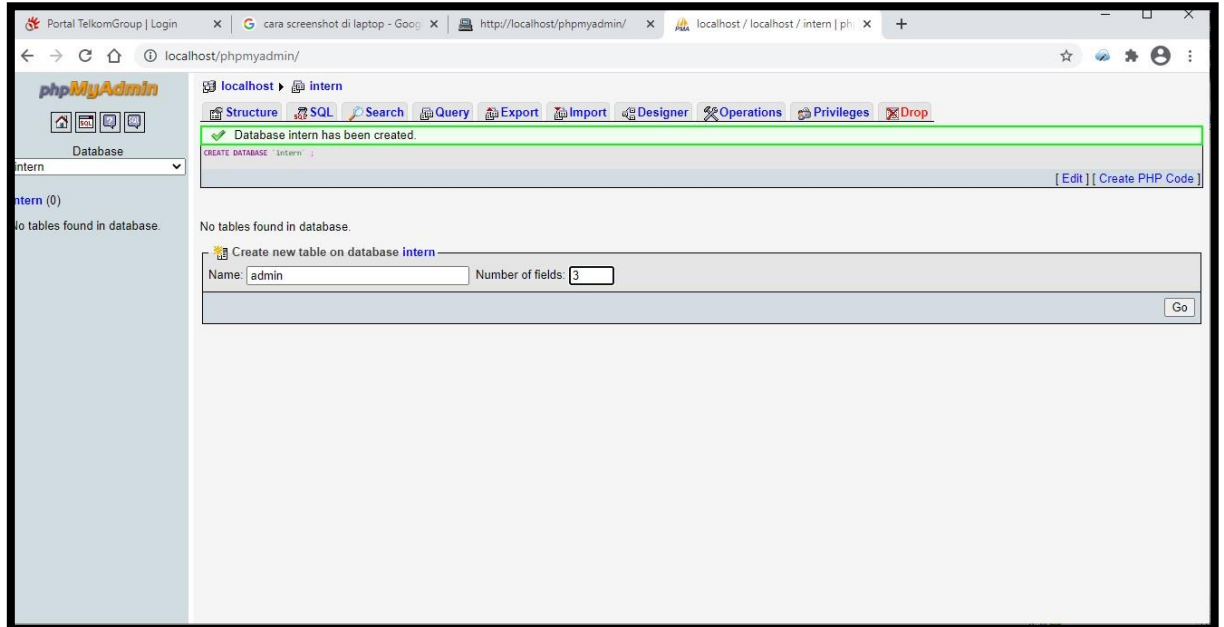 Portal TelkomGroup | Login
cara screenshot di laptop - Goog
http://localhost/phpmyadmin/
localhost / localhost / intern | ph
localhost/phpmyadmin/
phpMyAdmin
SQL
Database
intern
ntern (0)
No tables found in database.
localhost intern
Structure SQL Search Query Export Import Designer Operations Privileges Drop
Database intern has been created.
CREATE DATABASE `intern` ;
[ Edit ] [ Create PHP Code ]
No tables found in database.
Create new table on database intern
Name: admin Number of fields: 3
Go